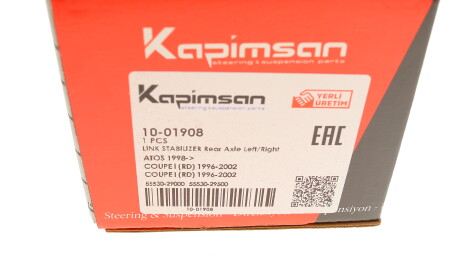 Kapimsan
steering & suspension parts
Kapimsan
YERLİ
ÜRETİM
10-01908
1 PCS
LINK STABILIZER Rear Axle Left/Right
EAC
ATOS 1998->
COUPE I (RD) 1996-2002
COUPE I (RD) 1996-2002
55530-29000 55530-29500
10-01908
Steering & Suspension